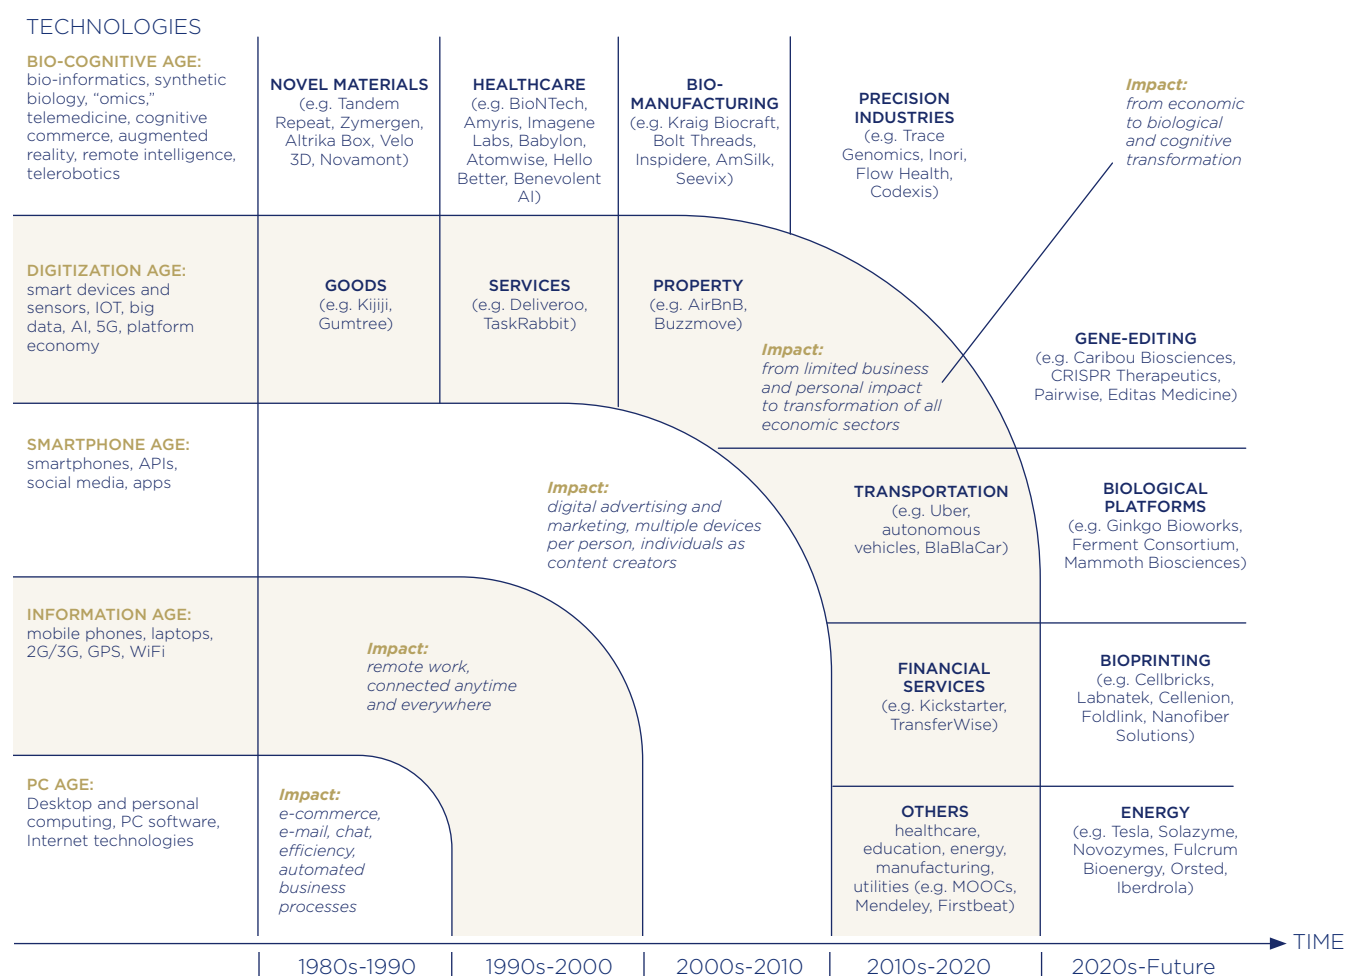 TECHNOLOGIES
BIO-COGNITIVE AGE:
bio-informatics, synthetic
biology, “omics,”
telemedicine, cognitive
commerce, augmented
reality, remote intelligence,
telerobotics
NOVEL MATERIALS
(e.g. Tandem
Repeat, Zymergen,
Altrika Box, Velo
3D, Novamont)
HEALTHCARE
(e.g. BioNTech,
Amyris, Imagene
Labs, Babylon,
Atomwise, Hello
Better, Benevolent
AI)
BIO-
MANUFACTURING
(e.g. Kraig Biocraft,
Bolt Threads,
Inspidere, AmSilk,
Seevix)
PRECISION
INDUSTRIES
(e.g. Trace
Genomics, Inori,
Flow Health,
Codexis)
Impact:
from economic
to biological
and cognitive
transformation
DIGITIZATION AGE:
smart devices and
sensors, IOT, big
data, AI, 5G, platform
economy
GOODS
(e.g. Kijiji,
Gumtree)
SERVICES
(e.g. Deliveroo,
TaskRabbit)
PROPERTY
(e.g. AirBnB,
Buzzmove)
Impact:
from limited business
and personal impact
to transformation of all
economic sectors
GENE-EDITING
(e.g. Caribou Biosciences,
CRISPR Therapeutics,
Pairwise, Editas Medicine)
SMARTPHONE AGE:
smartphones, APIs,
social media, apps
Impact:
digital advertising and
marketing, multiple devices
per person, individuals as
content creators
TRANSPORTATION
(e.g. Uber,
autonomous
vehicles, BlaBlaCar)
BIOLOGICAL
PLATFORMS
(e.g. Ginkgo Bioworks,
Ferment Consortium,
Mammoth Biosciences)
INFORMATION AGE:
mobile phones, laptops,
2G/3G, GPS, WiFi
Impact:
remote work,
connected anytime
and everywhere
FINANCIAL
SERVICES
(e.g. Kickstarter,
TransferWise)
BIOPRINTING
(e.g. Cellbricks,
Labnatek, Cellenion,
Foldlink, Nanofiber
Solutions)
PC AGE:
Desktop and personal
computing, PC software,
Internet technologies
Impact:
e-commerce,
e-mail, chat,
efficiency,
automated
business
processes
OTHERS
healthcare,
education, energy,
manufacturing,
utilities (e.g. MOOCs,
Mendeley, Firstbeat)
ENERGY
(e.g. Tesla, Solazyme,
Novozymes, Fulcrum
Bioenergy, Orsted,
Iberdrola)
TIME
1980s-1990
1990s-2000
2000s-2010
2010s-2020
2020s-Future